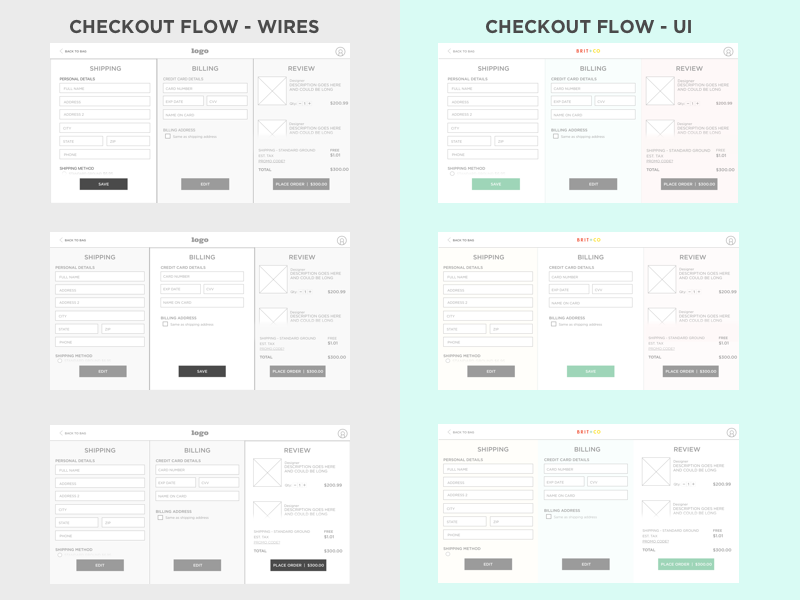 CHECKOUT FLOW - WIRES
BACK TO BAG
logo
SHIPPING
PERSONAL DETAILS
FULL NAME
ADDRESS
ADDRESS 2
CITY
STATE
ZIP
PHONE
SHIPPING METHOD
SAVE
BILLING
CREDIT CARD DETAILS
CARD NUMBER
EXP DATE
CVV
NAME ON CARD
BILLING ADDRESS
Same as shipping address
EDIT
REVIEW
Designer
DESCRIPTION GOES HERE
AND COULD BE LONG
Qty - 1 + $200.99
Designer
DESCRIPTION GOES HERE
AND COULD BE LONG
SHIPPING - STANDARD GROUND FREE
EST. TAX $1.01
PROMO CODE?
TOTAL $300.00
PLACE ORDER | $300.00
BACK TO BAG
logo
SHIPPING
PERSONAL DETAILS
FULL NAME
ADDRESS
ADDRESS 2
CITY
STATE
ZIP
PHONE
SHIPPING METHOD
EDIT
BILLING
CREDIT CARD DETAILS
CARD NUMBER
EXP DATE
CVV
NAME ON CARD
BILLING ADDRESS
Same as shipping address
SAVE
REVIEW
Designer
DESCRIPTION GOES HERE
AND COULD BE LONG
Qty - 1 + $200.99
Designer
DESCRIPTION GOES HERE
AND COULD BE LONG
SHIPPING - STANDARD GROUND FREE
EST. TAX $1.01
PROMO CODE?
TOTAL $300.00
PLACE ORDER | $300.00
BACK TO BAG
logo
SHIPPING
PERSONAL DETAILS
FULL NAME
ADDRESS
ADDRESS 2
CITY
STATE
ZIP
PHONE
SHIPPING METHOD
EDIT
BILLING
CREDIT CARD DETAILS
CARD NUMBER
EXP DATE
CVV
NAME ON CARD
BILLING ADDRESS
Same as shipping address
EDIT
REVIEW
Designer
DESCRIPTION GOES HERE
AND COULD BE LONG
Qty - 1 + $200.99
Designer
DESCRIPTION GOES HERE
AND COULD BE LONG
SHIPPING - STANDARD GROUND FREE
EST. TAX $1.01
PROMO CODE?
TOTAL $300.00
PLACE ORDER | $300.00
CHECKOUT FLOW - UI
BACK TO BAG
BRIT+CO
SHIPPING
PERSONAL DETAILS
FULL NAME
ADDRESS
ADDRESS 2
CITY
STATE
ZIP
PHONE
SHIPPING METHOD
SAVE
BILLING
CREDIT CARD DETAILS
CARD NUMBER
EXP DATE
CVV
NAME ON CARD
BILLING ADDRESS
Same as shipping address
EDIT
REVIEW
Designer
DESCRIPTION GOES HERE
AND COULD BE LONG
Qty - 1 + $200.99
Designer
DESCRIPTION GOES HERE
AND COULD BE LONG
SHIPPING - STANDARD GROUND FREE
EST. TAX $1.01
PROMO CODE?
TOTAL $300.00
PLACE ORDER | $300.00
BACK TO BAG
BRIT+CO
SHIPPING
PERSONAL DETAILS
FULL NAME
ADDRESS
ADDRESS 2
CITY
STATE
ZIP
PHONE
SHIPPING METHOD
EDIT
BILLING
CREDIT CARD DETAILS
CARD NUMBER
EXP DATE
CVV
NAME ON CARD
BILLING ADDRESS
Same as shipping address
SAVE
REVIEW
Designer
DESCRIPTION GOES HERE
AND COULD BE LONG
Qty - 1 + $200.99
Designer
DESCRIPTION GOES HERE
AND COULD BE LONG
SHIPPING - STANDARD GROUND FREE
EST. TAX $1.01
PROMO CODE?
TOTAL $300.00
PLACE ORDER | $300.00
BACK TO BAG
BRIT+CO
SHIPPING
PERSONAL DETAILS
FULL NAME
ADDRESS
ADDRESS 2
CITY
STATE
ZIP
PHONE
SHIPPING METHOD
EDIT
BILLING
CREDIT CARD DETAILS
CARD NUMBER
EXP DATE
CVV
NAME ON CARD
BILLING ADDRESS
Same as shipping address
EDIT
REVIEW
Designer
DESCRIPTION GOES HERE
AND COULD BE LONG
Qty - 1 + $200.99
Designer
DESCRIPTION GOES HERE
AND COULD BE LONG
SHIPPING - STANDARD GROUND FREE
EST. TAX $1.01
PROMO CODE?
TOTAL $300.00
PLACE ORDER | $300.00